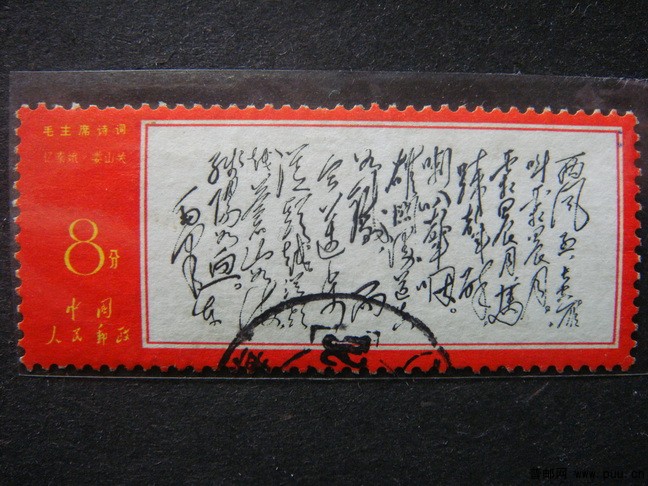 毛主席诗词
忆秦娥·娄山关
8分
中国
人民邮政
西风烈长空雁
叫霜晨月。
霜晨月马
蹄声碎
喇叭声咽。
雄关漫道真
如铁
而今迈步
从头越从头
越苍山如海
残阳如血。
毛泽东